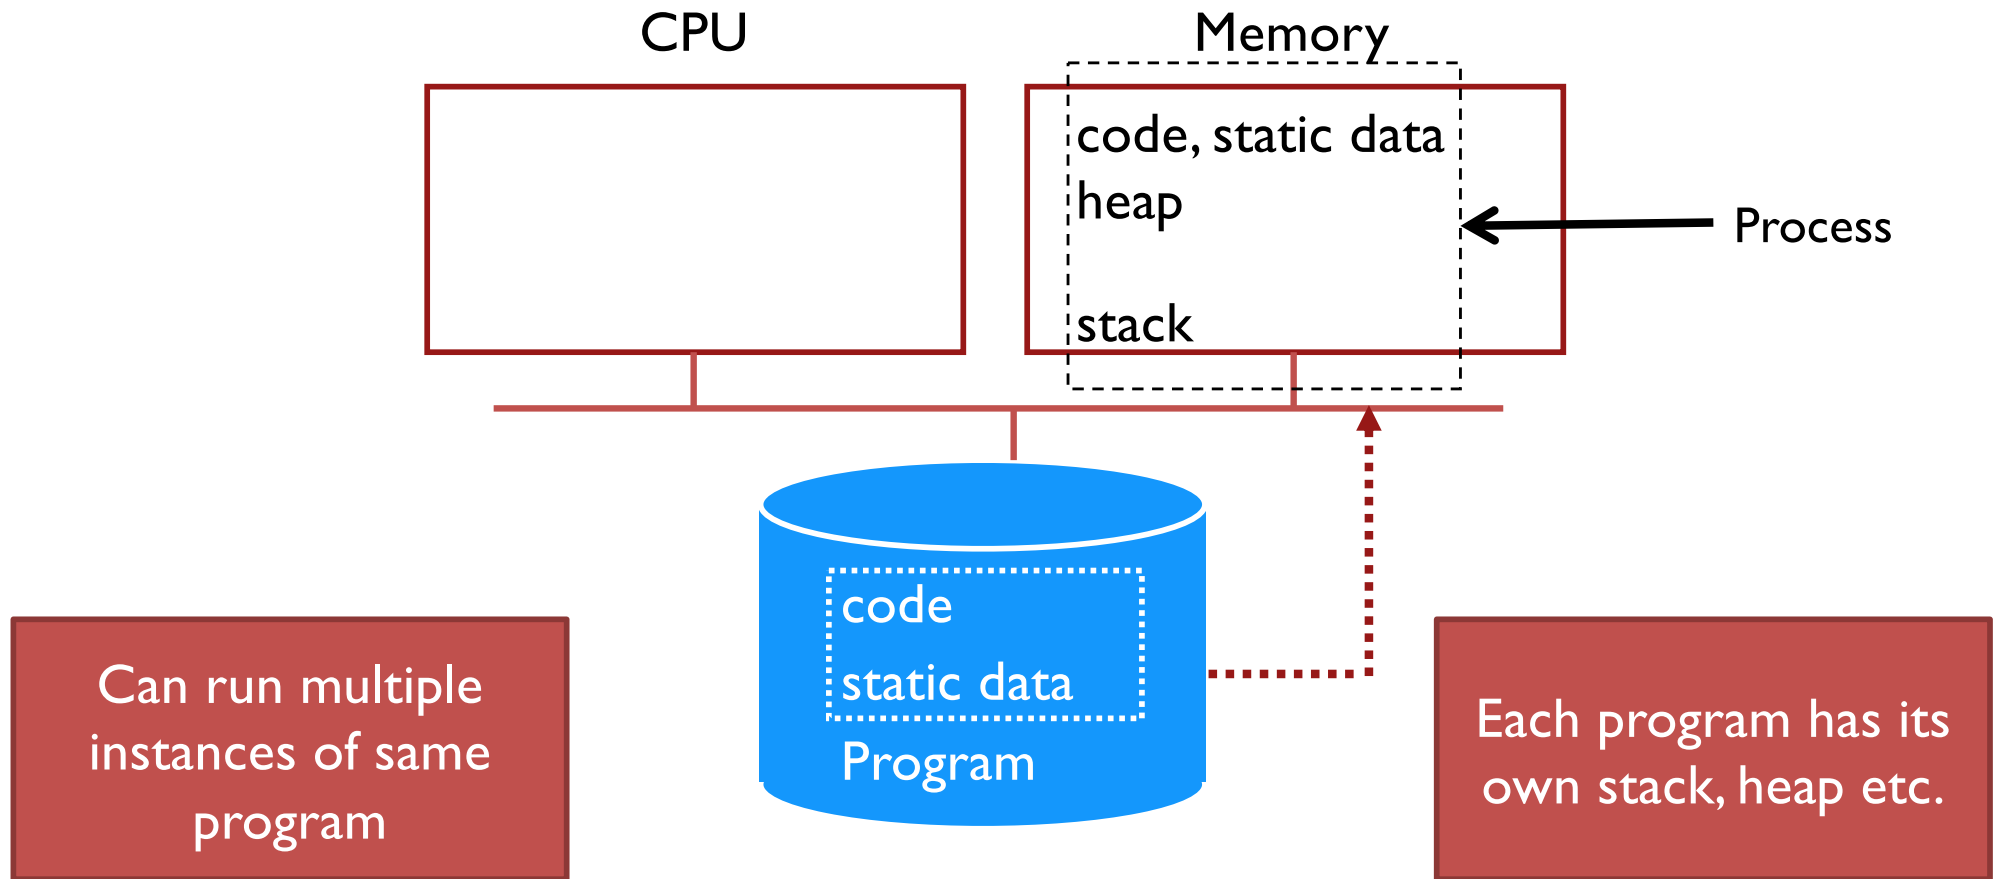 CPU
Memory
code, static data
heap
stack
Process
code
static data
Program
Can run multiple
instances of same
program
Each program has its
own stack, heap etc.